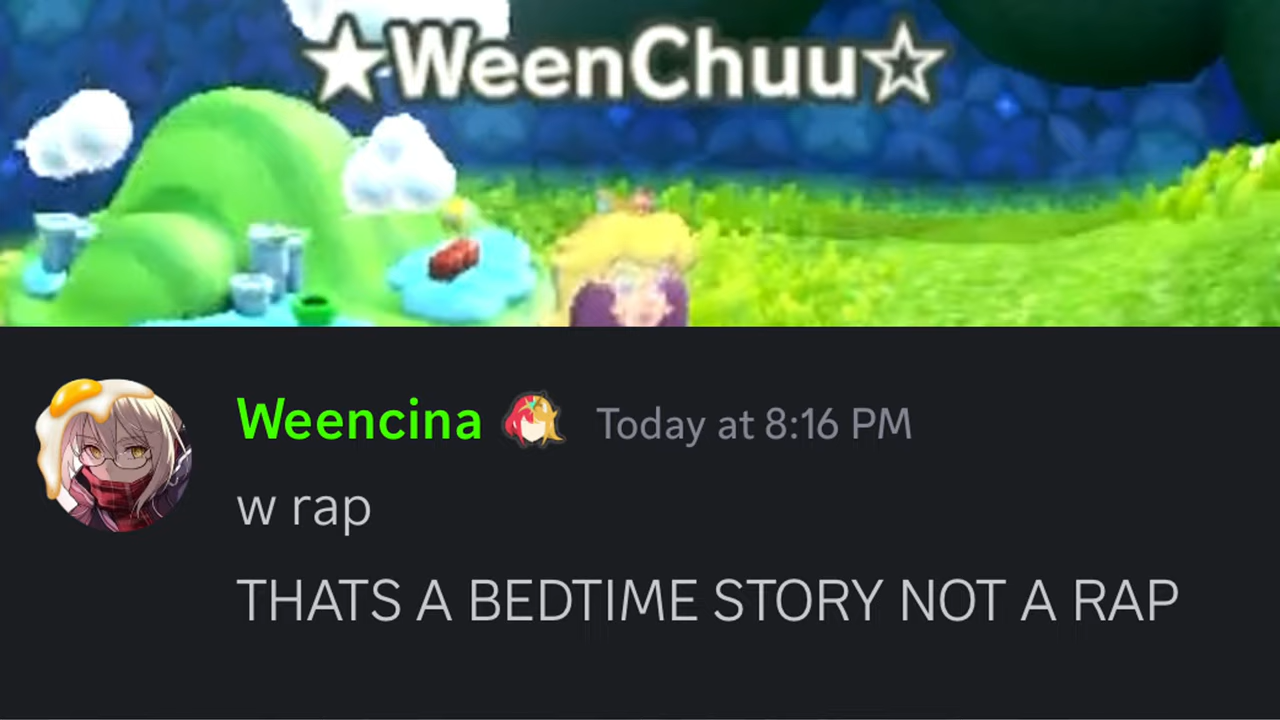 ★WeenChuu☆
Weencina Today at 8:16 PM
w rap
THATS A BEDTIME STORY NOT A RAP